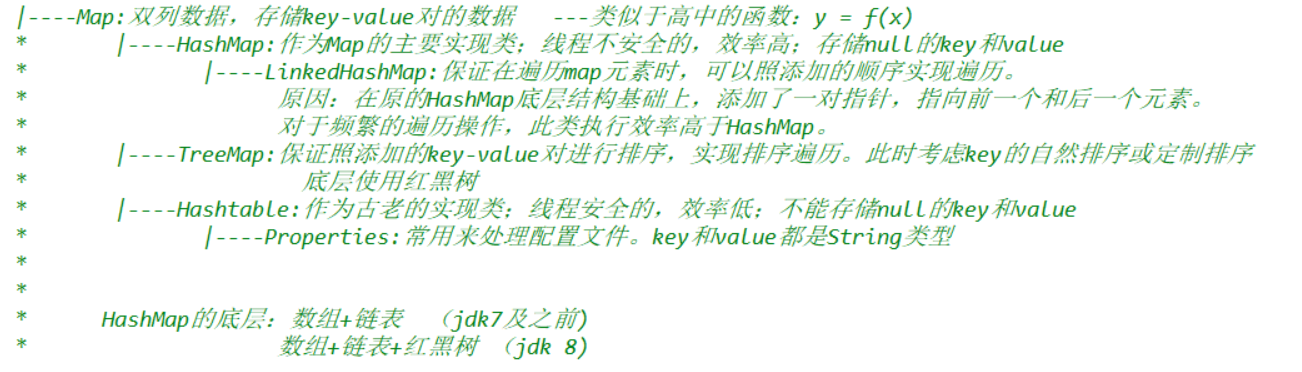 |----Map:双列数据，存储key-value对的数据   ---类似于高中的函数：y = f(x)
*         |----HashMap:作为Map的主要实现类；线程不安全的，效率高；存储null的key和value
*                 |----LinkedHashMap:保证在遍历map元素时，可以照添加的顺序实现遍历。
*                       原因：在原的HashMap底层结构基础上，添加了一对指针，指向前一个和后一个元素。
*                       对于频繁的遍历操作，此类执行效率高于HashMap。
*         |----TreeMap:保证照添加的key-value对进行排序，实现排序遍历。此时考虑key的自然排序或定制排序
*                         底层使用红黑树
*         |----Hashtable:作为古老的实现类；线程安全的，效率低；不能存储null的key和value
*                 |----Properties:常用来处理配置文件。key和value都是String类型
*
*
*       HashMap的底层：数组+链表  （jdk7及之前)
*                      数组+链表+红黑树 （jdk 8)